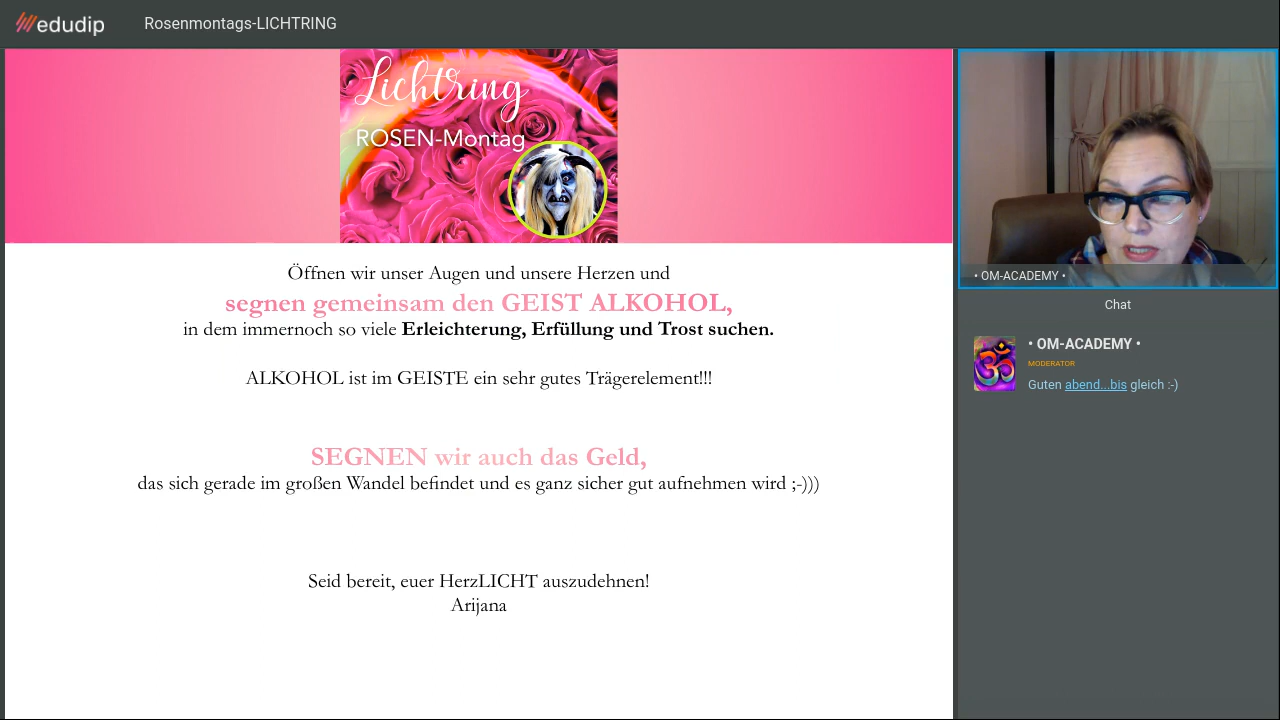 edudip
Rosenmontags-LICHTRING
Lichtring
ROSEN-Montag
Öffnen wir unser Augen und unsere Herzen und
segnen gemeinsam den GEIST ALKOHOL,
in dem immernoch so viele Erleichterung, Erfüllung und Trost suchen.
ALKOHOL ist im GEISTE ein sehr gutes Trägerelement!!!
SEGNEN wir auch das Geld,
das sich gerade im großen Wandel befindet und es ganz sicher gut aufnehmen wird ;-)))
Seid bereit, euer HerzLICHT auszudehnen!
Arijana
• OM-ACADEMY •
Chat
• OM-ACADEMY •
MODERATOR
Guten abend...bis gleich :-)